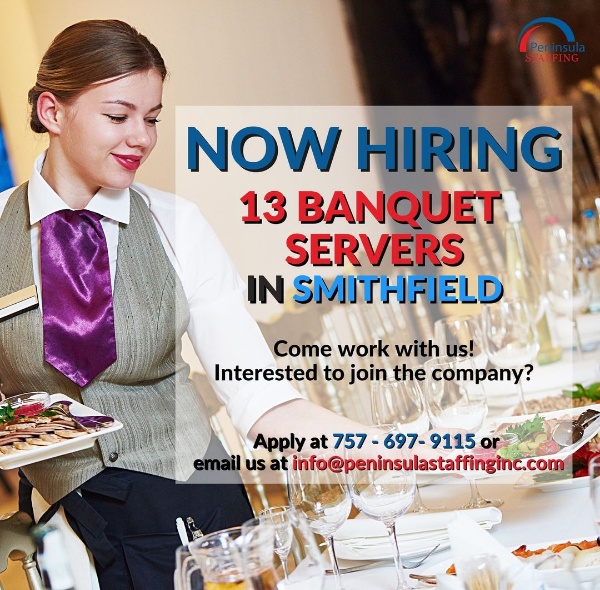 Peninsula
STAFFING
NOW HIRING
13 BANQUET
SERVERS
IN SMITHFIELD
Come work with us!
Interested to join the company?
Apply at 757 - 697- 9115 or
email us at info@peninsulastaffinginc.com